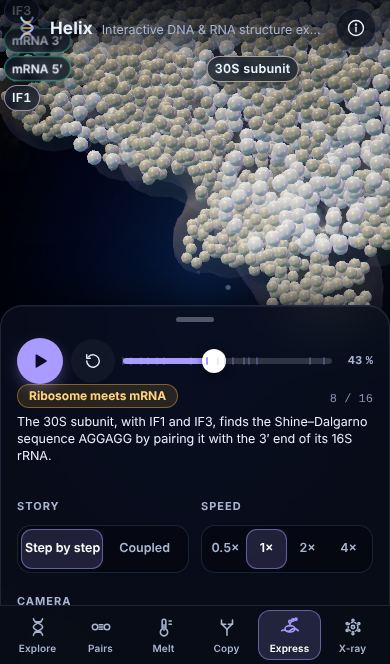 IF3
Helix Interactive DNA & RNA structure ex...
mRNA 3′
mRNA 5′
30S subunit
IF1
43 %
Ribosome meets mRNA
8 / 16
The 30S subunit, with IF1 and IF3, finds the Shine–Dalgarno
sequence AGGAGG by pairing it with the 3′ end of its 16S
rRNA.
STORY
SPEED
Step by step Coupled
0.5× 1× 2× 4×
CAMERA
Explore Pairs Melt Copy Express X-ray